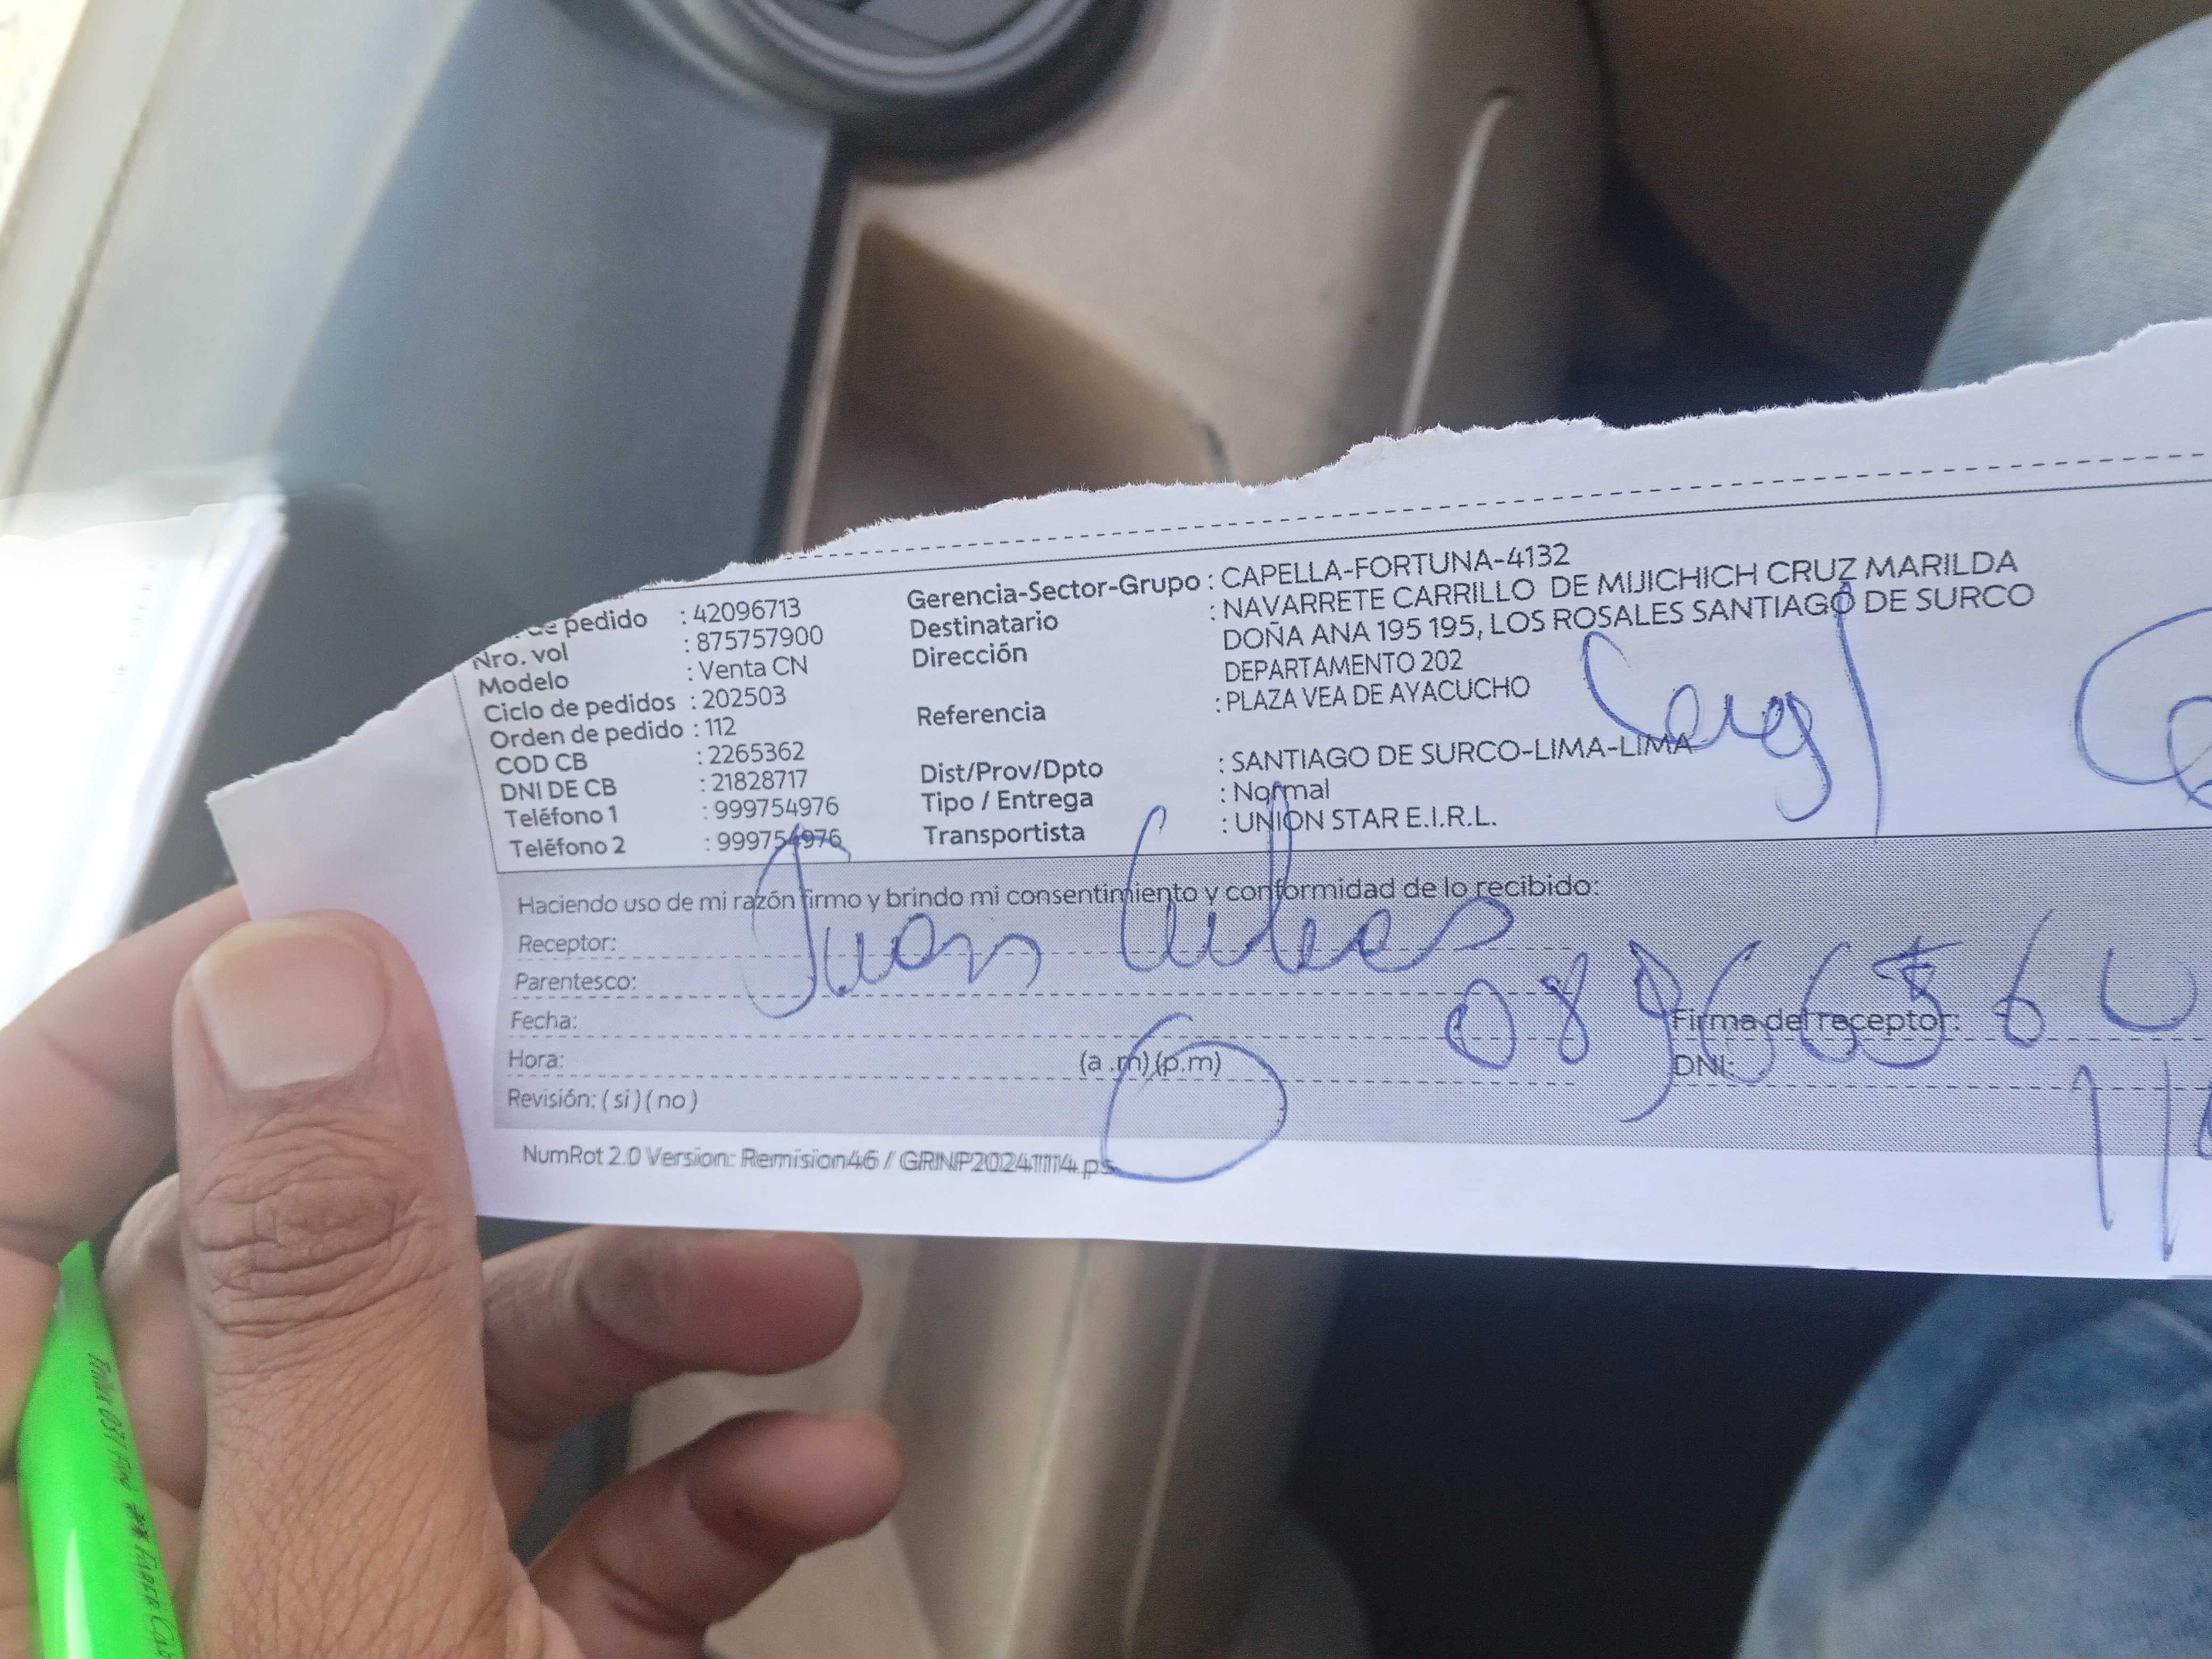 de pedido : 42096713
Nro. vol : 875757900
Modelo : Venta CN
Ciclo de pedidos : 202503
Orden de pedido : 112
COD CB : 2265362
DNI DE CB : 21828717
Teléfono 1 : 999754976
Teléfono 2 : 999754976
Gerencia-Sector-Grupo : CAPELLA-FORTUNA-4132
Destinatario : NAVARRETE CARRILLO DE MIJICHICH CRUZ MARILDA
Dirección DOÑA ANA 195 195, LOS ROSALES SANTIAGO DE SURCO
DEPARTAMENTO 202
Referencia : PLAZA VEA DE AYACUCHO
Dist/Prov/Dpto : SANTIAGO DE SURCO-LIMA-LIMA
Tipo / Entrega : Normal
Transportista : UNION STAR E.I.R.L.
Haciendo uso de mi razón firmo y brindo mi consentimiento y conformidad de lo recibido:
Receptor: Juan
Parentesco:
Fecha: Firma del receptor:
Hora: (a .m) (p.m) DNI:
Revisión: ( si ) ( no )
NumRot 2.0 Version: Remision46 / GRINP20241114.ps